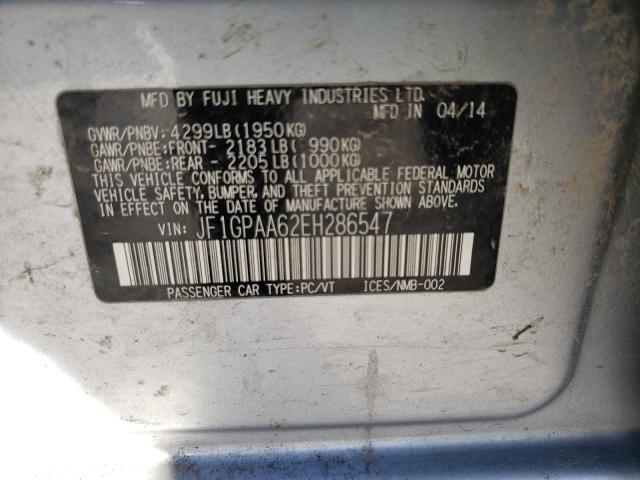 MFD BY FUJI HEAVY INDUSTRIES LTD.
MFD IN 04/14
GVWR/PNBV: 4299LB(1950KG)
GAWR/PNBE:FRONT- 2183LB( 990KG)
GAWR/PNBE:REAR - 2205LB(1000KG)
THIS VEHICLE CONFORMS TO ALL APPLICABLE FEDERAL MOTOR
VEHICLE SAFETY, BUMPER, AND THEFT PREVENTION STANDARDS
IN EFFECT ON THE DATE OF MANUFACTURE SHOWN ABOVE.
VIN: JF1GPAA62EH286547
PASSENGER CAR TYPE:PC/VT ICES/NMB-002